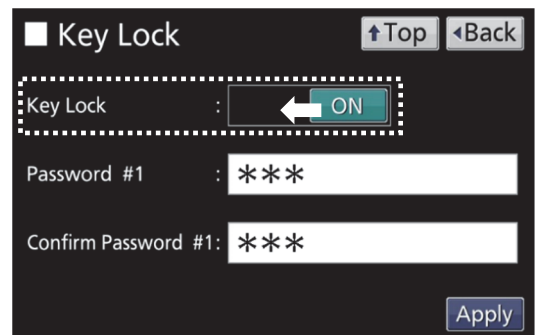 Key Lock ↑Top ◂Back
Key Lock : ON
Password #1 : ***
Confirm Password #1: ***
Apply